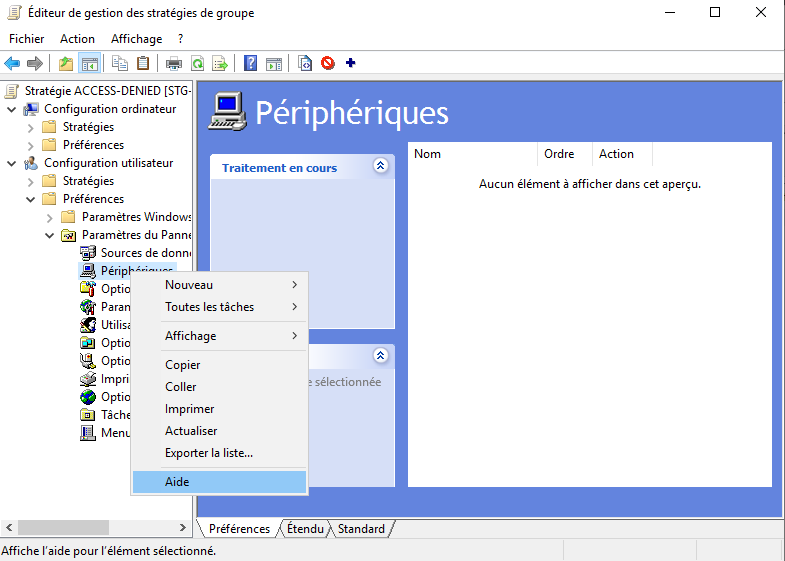 Éditeur de gestion des stratégies de groupe
Fichier Action Affichage ?
Stratégie ACCESS-DENIED [STG-
Configuration ordinateur
Stratégies
Préférences
Configuration utilisateur
Stratégies
Préférences
Paramètres Windows
Paramètres du Panne
Sources de donn
Périphériques
Optio
Param
Utilisa
Optio
Optio
Impri
Optio
Tâche
Menu
Nouveau
Toutes les tâches
Affichage
Copier
Coller
Imprimer
Actualiser
Exporter la liste...
Aide
Périphériques
Traitement en cours
e sélectionnée
Nom Ordre Action
Aucun élément à afficher dans cet aperçu.
Préférences Étendu Standard
Affiche l'aide pour l'élément sélectionné.